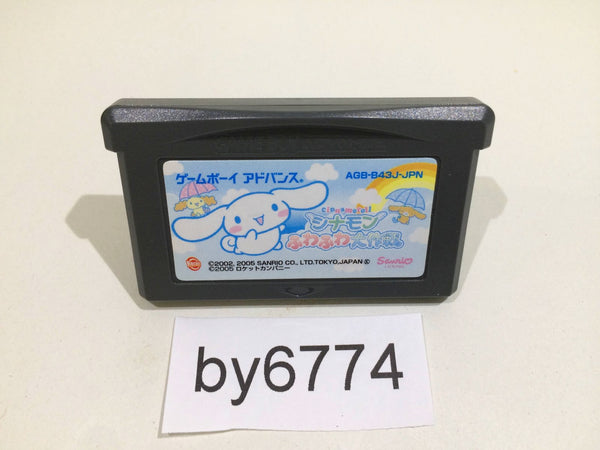 ゲームボーイ アドバンス® AGB-B43J-JPN
cinnamoroll
シナモン
ふわふわ大作戦
©2002, 2005 SANRIO CO., LTD.TOKYO,JAPAN Ⓛ
©2005 ロケットカンパニー
Sanrio
by6774